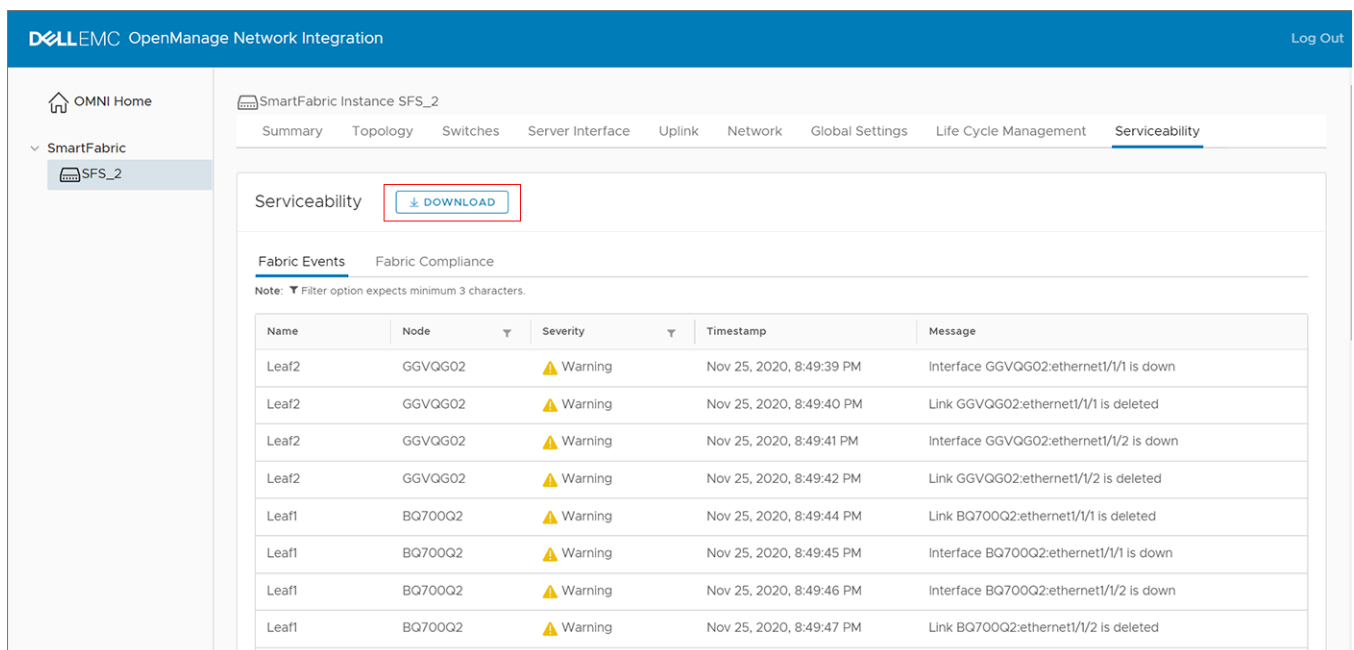 DELLEMC OpenManage Network Integration
Log Out
OMNI Home
SmartFabric
SFS_2
SmartFabric Instance SFS_2
Summary Topology Switches Server Interface Uplink Network Global Settings Life Cycle Management Serviceability
Serviceability DOWNLOAD
Fabric Events Fabric Compliance
Note: Filter option expects minimum 3 characters.
Name Node Severity Timestamp Message
Leaf2 GGVQG02 Warning Nov 25, 2020, 8:49:39 PM Interface GGVQG02:ethernet1/1/1 is down
Leaf2 GGVQG02 Warning Nov 25, 2020, 8:49:40 PM Link GGVQG02:ethernet1/1/1 is deleted
Leaf2 GGVQG02 Warning Nov 25, 2020, 8:49:41 PM Interface GGVQG02:ethernet1/1/2 is down
Leaf2 GGVQG02 Warning Nov 25, 2020, 8:49:42 PM Link GGVQG02:ethernet1/1/2 is deleted
Leaf1 BQ700Q2 Warning Nov 25, 2020, 8:49:44 PM Link BQ700Q2:ethernet1/1/1 is deleted
Leaf1 BQ700Q2 Warning Nov 25, 2020, 8:49:45 PM Interface BQ700Q2:ethernet1/1/1 is down
Leaf1 BQ700Q2 Warning Nov 25, 2020, 8:49:46 PM Interface BQ700Q2:ethernet1/1/2 is down
Leaf1 BQ700Q2 Warning Nov 25, 2020, 8:49:47 PM Link BQ700Q2:ethernet1/1/2 is deleted